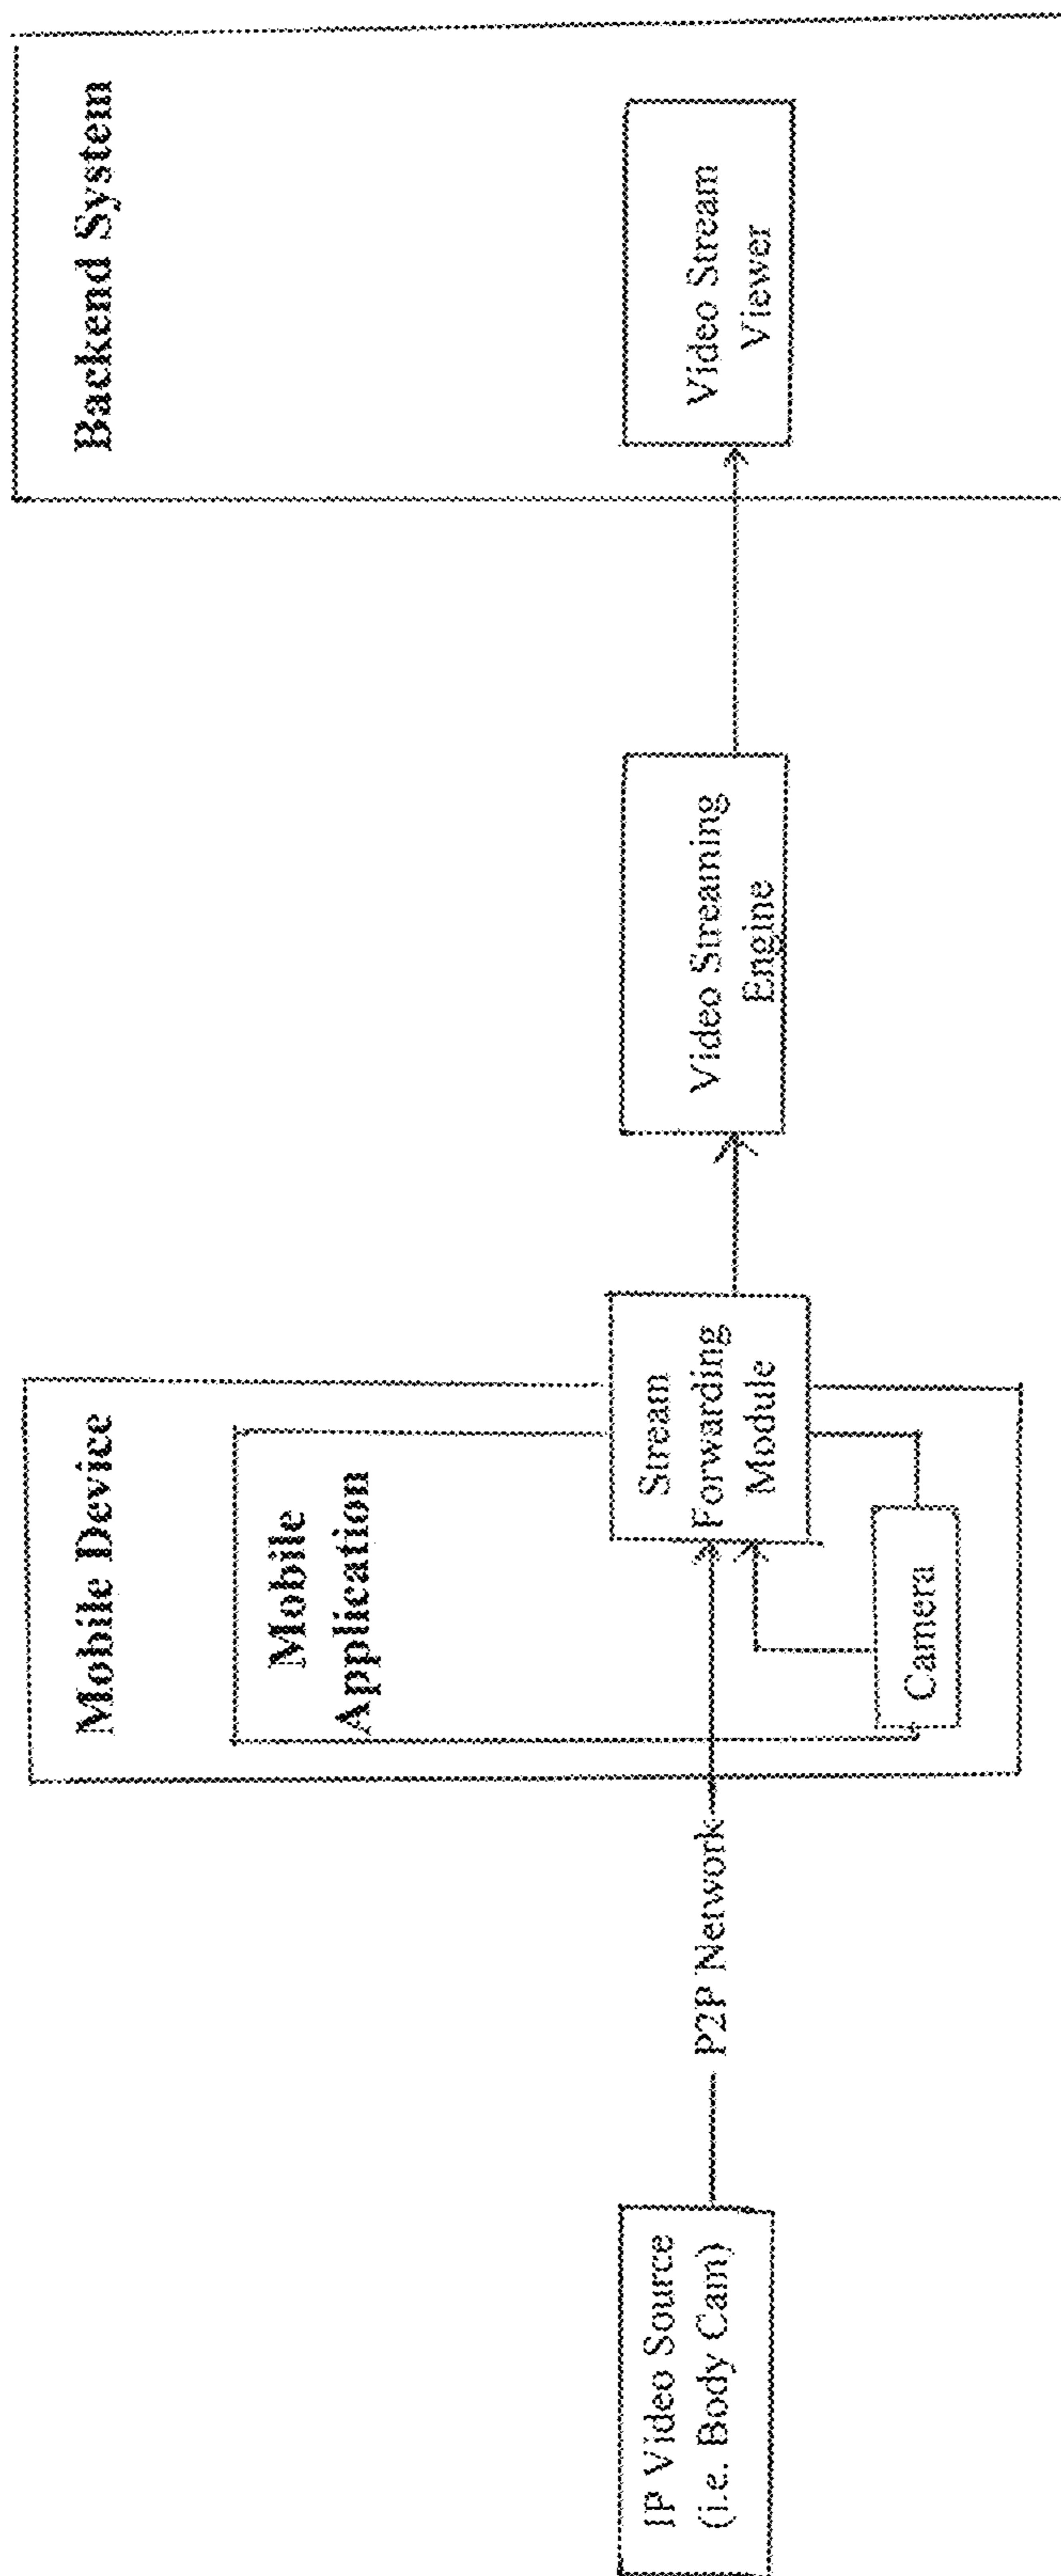 IP Video Source
(i.e. Body Cam)
P2P Network
Mobile Device
Mobile
Application
Stream
Forwarding
Module
Camera
Video Streaming
Engine
Backend System
Video Stream
Viewer